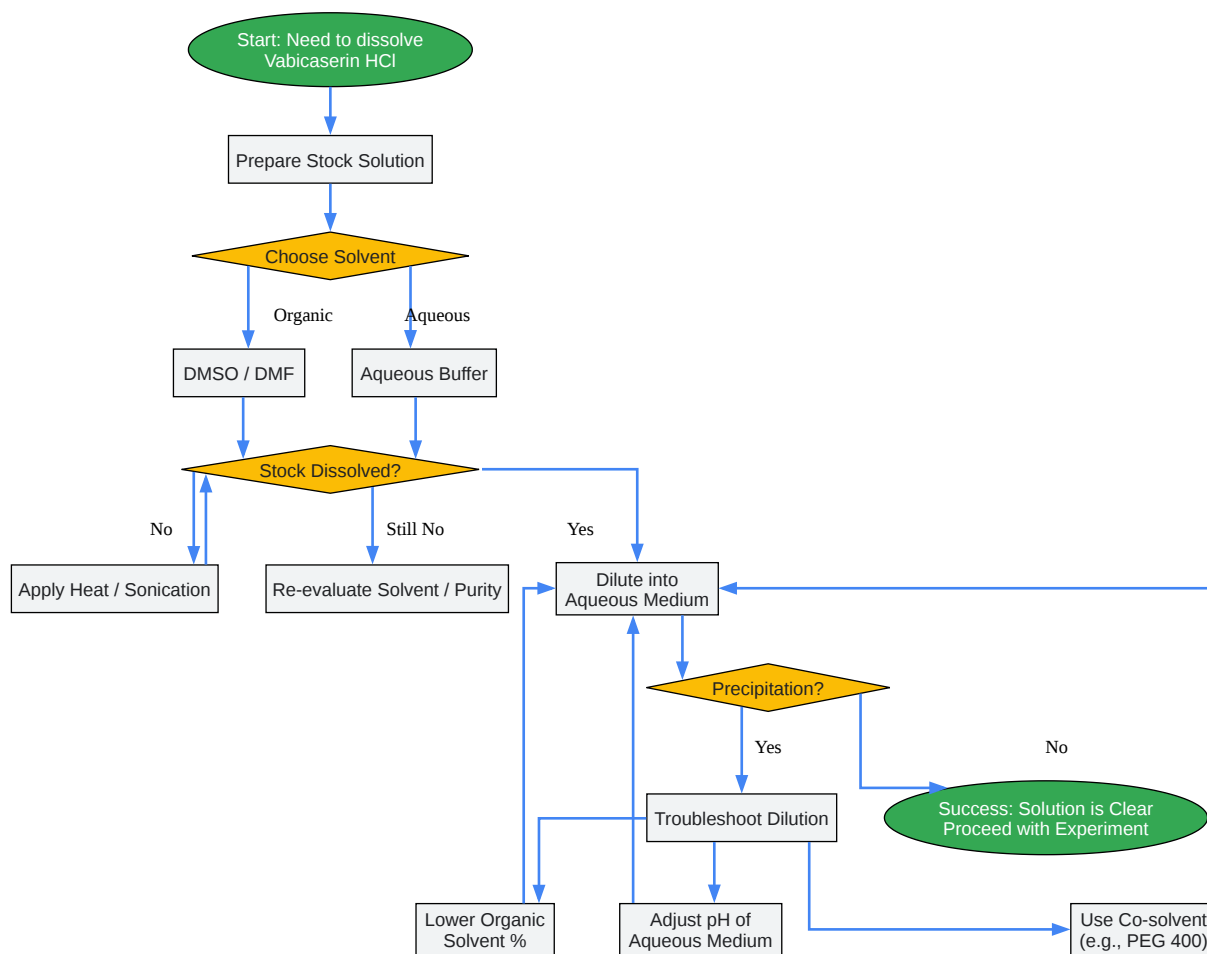 Start: Need to dissolve
Vabicaserin HCl
Prepare Stock Solution
Choose Solvent
Organic
Aqueous
DMSO / DMF
Aqueous Buffer
Stock Dissolved?
No
Still No
Yes
Apply Heat / Sonication
Re-evaluate Solvent / Purity
Dilute into
Aqueous Medium
Precipitation?
Yes
No
Success: Solution is Clear
Proceed with Experiment
Troubleshoot Dilution
Lower Organic
Solvent %
Adjust pH of
Aqueous Medium
Use Co-solvent
(e.g., PEG 400)